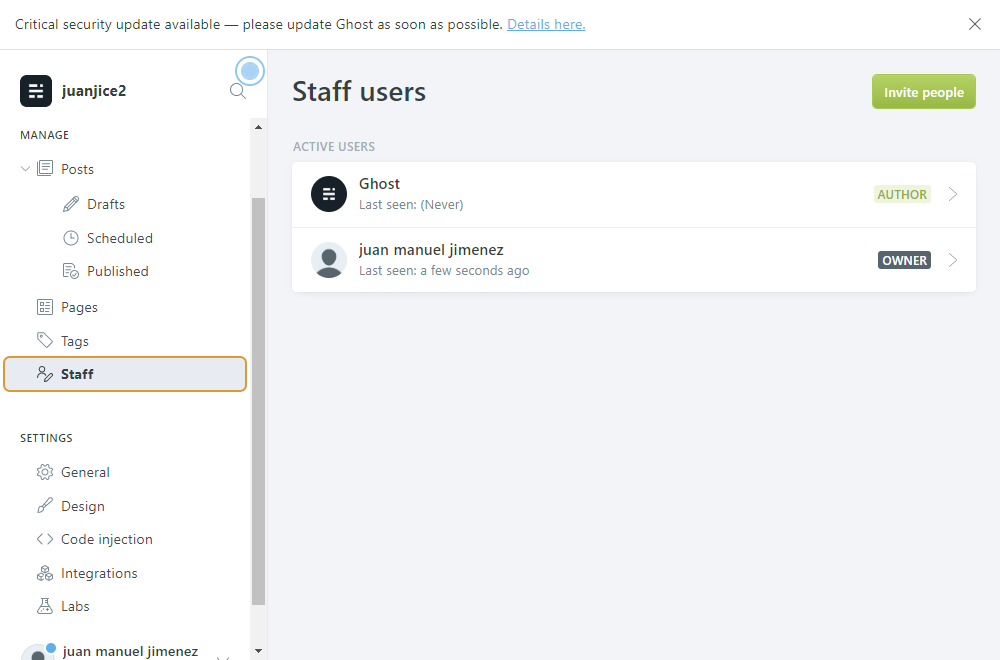 Critical security update available — please update Ghost as soon as possible. Details here.
juanjice2
MANAGE
Posts
Drafts
Scheduled
Published
Pages
Tags
Staff
SETTINGS
General
Design
Code injection
Integrations
Labs
juan manuel jimenez
Staff users
Invite people
ACTIVE USERS
Ghost
AUTHOR
Last seen: (Never)
juan manuel jimenez
OWNER
Last seen: a few seconds ago